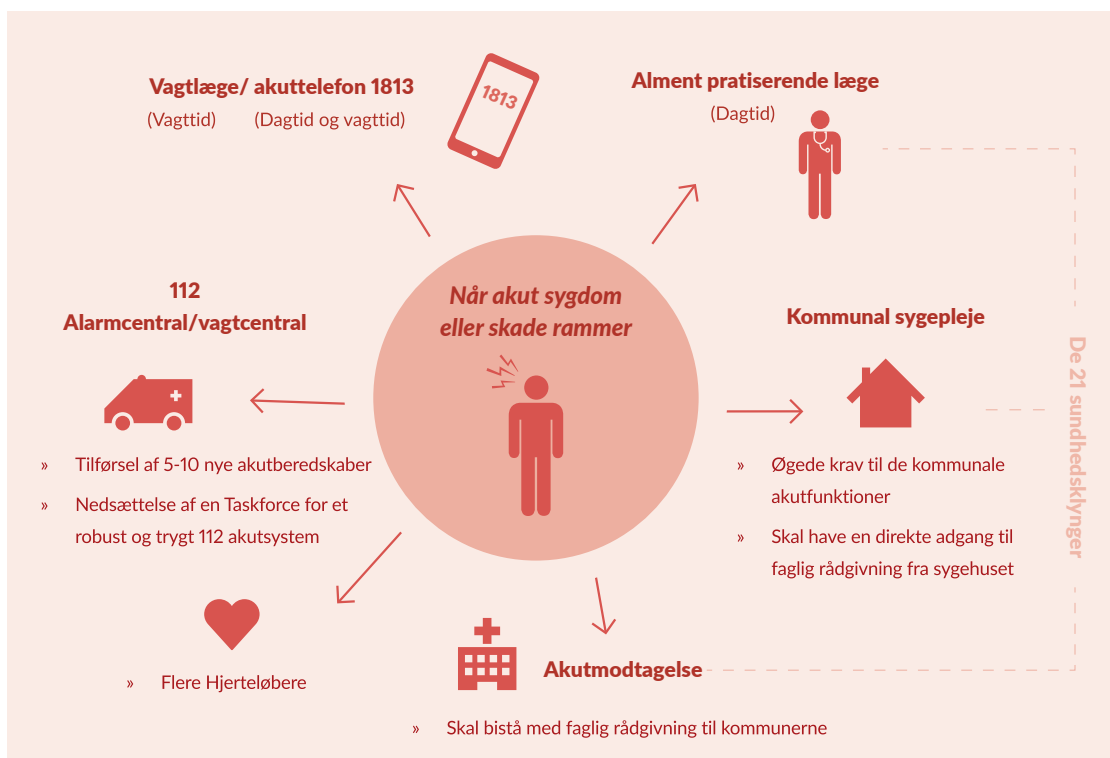 Vagtlæge/ akuttelefon 1813
(Vagttid) (Dagtid og vagttid)
1813
Alment pratiserende læge
(Dagtid)
Når akut sygdom
eller skade rammer
112
Alarmcentral/vagtcentral
» Tilførsel af 5-10 nye akutberedskaber
» Nedsættelse af en Taskforce for et
robust og trygt 112 akutsystem
Kommunal sygepleje
» Øgede krav til de kommunale
akutfunktioner
» Skal have en direkte adgang til
faglig rådgivning fra sygehuset
De 21 sundhedsklynger
» Flere Hjerteløbere
Akutmodtagelse
» Skal bistå med faglig rådgivning til kommunerne